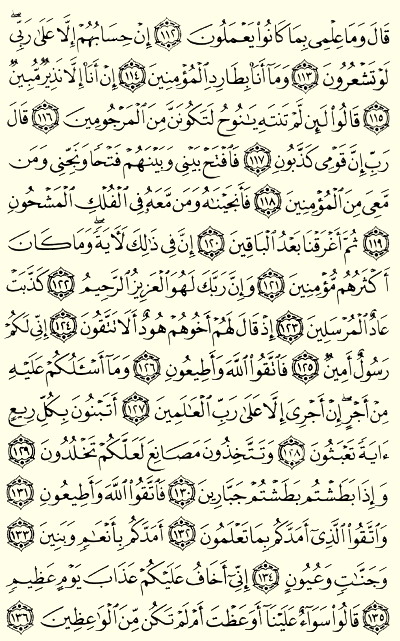 قَالَ وَمَا عِلْمِى بِمَا كَانُوا۟ يَعْمَلُونَ ١١٢ إِنْ حِسَابُهُمْ إِلَّا عَلَىٰ رَبِّى ۖ
لَوْ تَشْعُرُونَ ١١٣ وَمَآ أَنَا۠ بِطَارِدِ ٱلْمُؤْمِنِينَ ١١٤ إِنْ أَنَا۠ إِلَّا نَذِيرٌ مُّبِينٌ
١١٥ قَالُوا۟ لَئِن لَّمْ تَنتَهِ يَـٰنُوحُ لَتَكُونَنَّ مِنَ ٱلْمَرْجُومِينَ ١١٦ قَالَ
رَبِّ إِنَّ قَوْمِى كَذَّبُونِ ١١٧ فَٱفْتَحْ بَيْنِى وَبَيْنَهُمْ فَتْحًا وَنَجِّنِى وَمَن
مَّعِىَ مِنَ ٱلْمُؤْمِنِينَ ١١٨ فَأَنجَيْنَـٰهُ وَمَن مَّعَهُۥ فِى ٱلْفُلْكِ ٱلْمَشْحُونِ
١١٩ ثُمَّ أَغْرَقْنَا بَعْدُ ٱلْبَاقِينَ ١٢٠ إِنَّ فِى ذَٰلِكَ لَـَٔايَةً ۖ وَمَا كَانَ
أَكْثَرُهُم مُّؤْمِنِينَ ١٢١ وَإِنَّ رَبَّكَ لَهُوَ ٱلْعَزِيزُ ٱلرَّحِيمُ ١٢٢ كَذَّبَتْ
عَادٌ ٱلْمُرْسَلِينَ ١٢٣ إِذْ قَالَ لَهُمْ أَخُوهُمْ هُودٌ أَلَا تَتَّقُونَ ١٢٤ إِنِّى لَكُمْ
رَسُولٌ أَمِينٌ ١٢٥ فَٱتَّقُوا۟ ٱللَّهَ وَأَطِيعُونِ ١٢٦ وَمَآ أَسْـَٔلُكُمْ عَلَيْهِ
مِنْ أَجْرٍ ۖ إِنْ أَجْرِىَ إِلَّا عَلَىٰ رَبِّ ٱلْعَـٰلَمِينَ ١٢٧ أَتَبْنُونَ بِكُلِّ رِيعٍ
ءَايَةً تَعْبَثُونَ ١٢٨ وَتَتَّخِذُونَ مَصَانِعَ لَعَلَّكُمْ تَخْلُدُونَ ١٢٩
وَإِذَا بَطَشْتُم بَطَشْتُمْ جَبَّارِينَ ١٣٠ فَٱتَّقُوا۟ ٱللَّهَ وَأَطِيعُونِ ١٣١
وَٱتَّقُوا۟ ٱلَّذِىٓ أَمَدَّكُم بِمَا تَعْلَمُونَ ١٣٢ أَمَدَّكُم بِأَنْعَـٰمٍ وَبَنِينَ ١٣٣
وَجَنَّـٰتٍ وَعُيُونٍ ١٣٤ إِنِّىٓ أَخَافُ عَلَيْكُمْ عَذَابَ يَوْمٍ عَظِيمٍ
١٣٥ قَالُوا۟ سَوَآءٌ عَلَيْنَآ أَوَعَظْتَ أَمْ لَمْ تَكُن مِّنَ ٱلْوَٰعِظِينَ ١٣٦